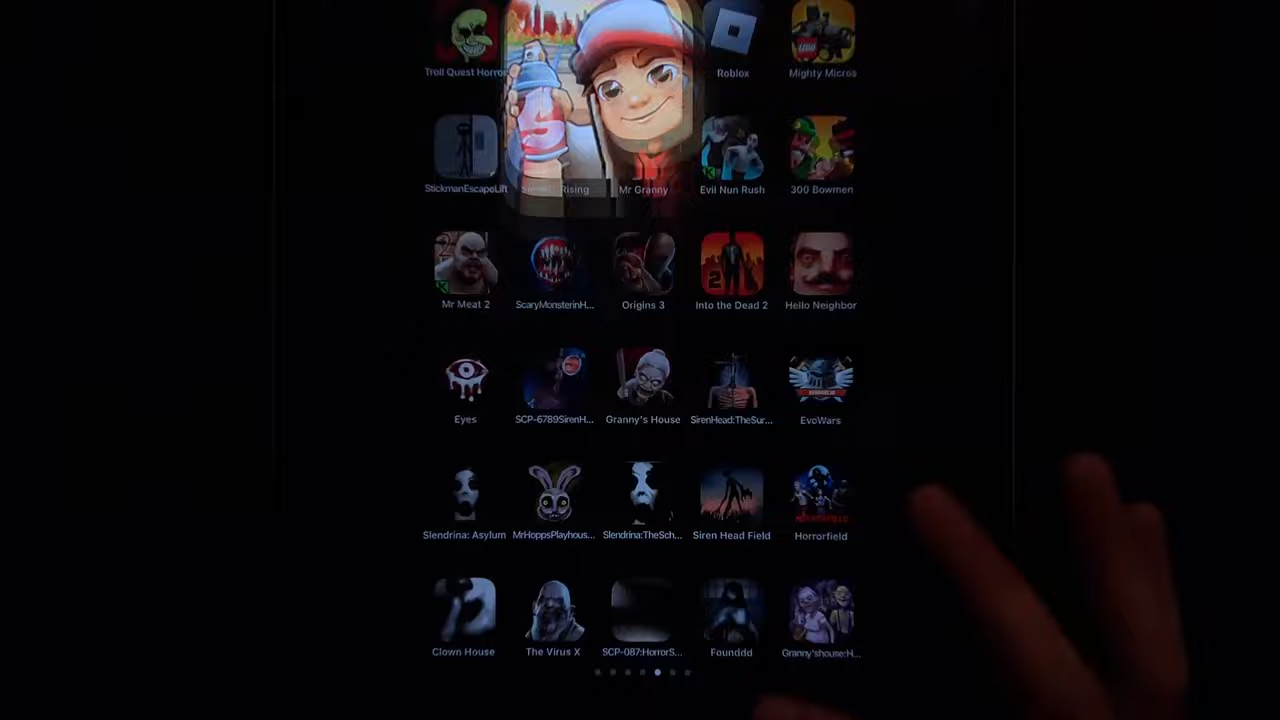 Troll Quest Horror
Roblox
Mighty Micros
LEGO
StickmanEscapeLift
Rising
Mr Granny
Evil Nun Rush
300 Bowmen
2
Mr Meat 2
ScaryMonsterinH...
Origins 3
Into the Dead 2
Hello Neighbor
Eyes
SCP-6789SirenH...
Granny's House
SirenHead:TheSur...
EvoWars
Slendrina: Asylum
MrHoppsPlayhous...
Slendrina:TheSch...
Siren Head Field
Horrorfield
Clown House
The Virus X
SCP-087:HorrorS...
Founddd
Granny'shouse:H...